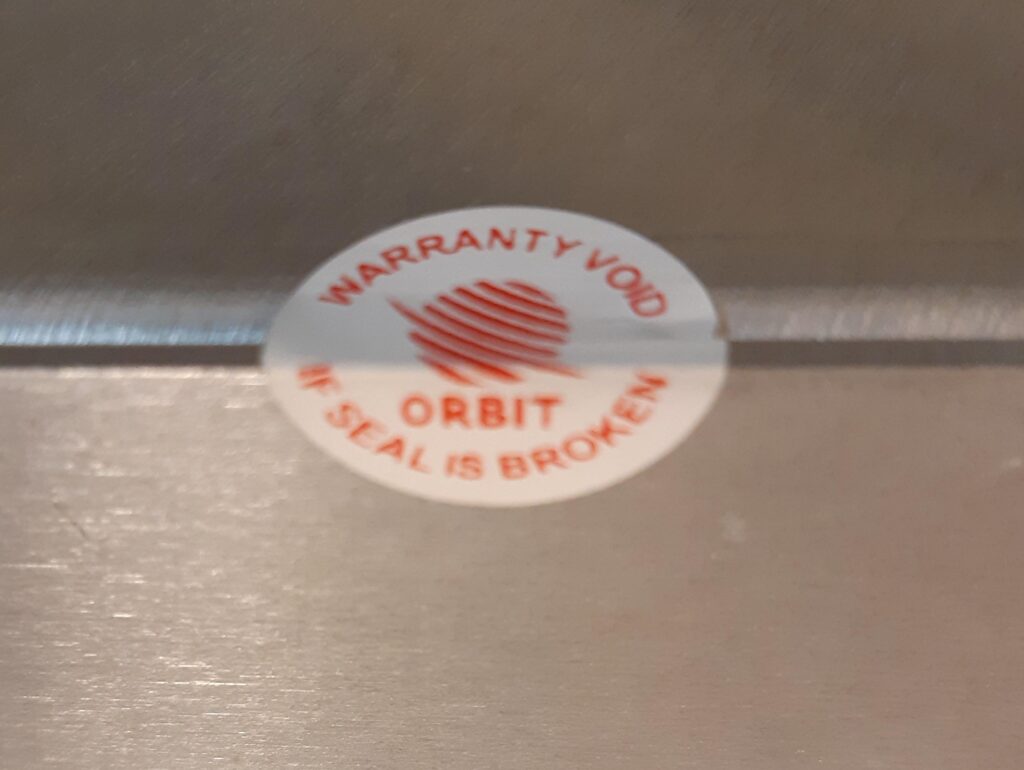 WARRANTY VOID
ORBIT
IF SEAL IS BROKEN